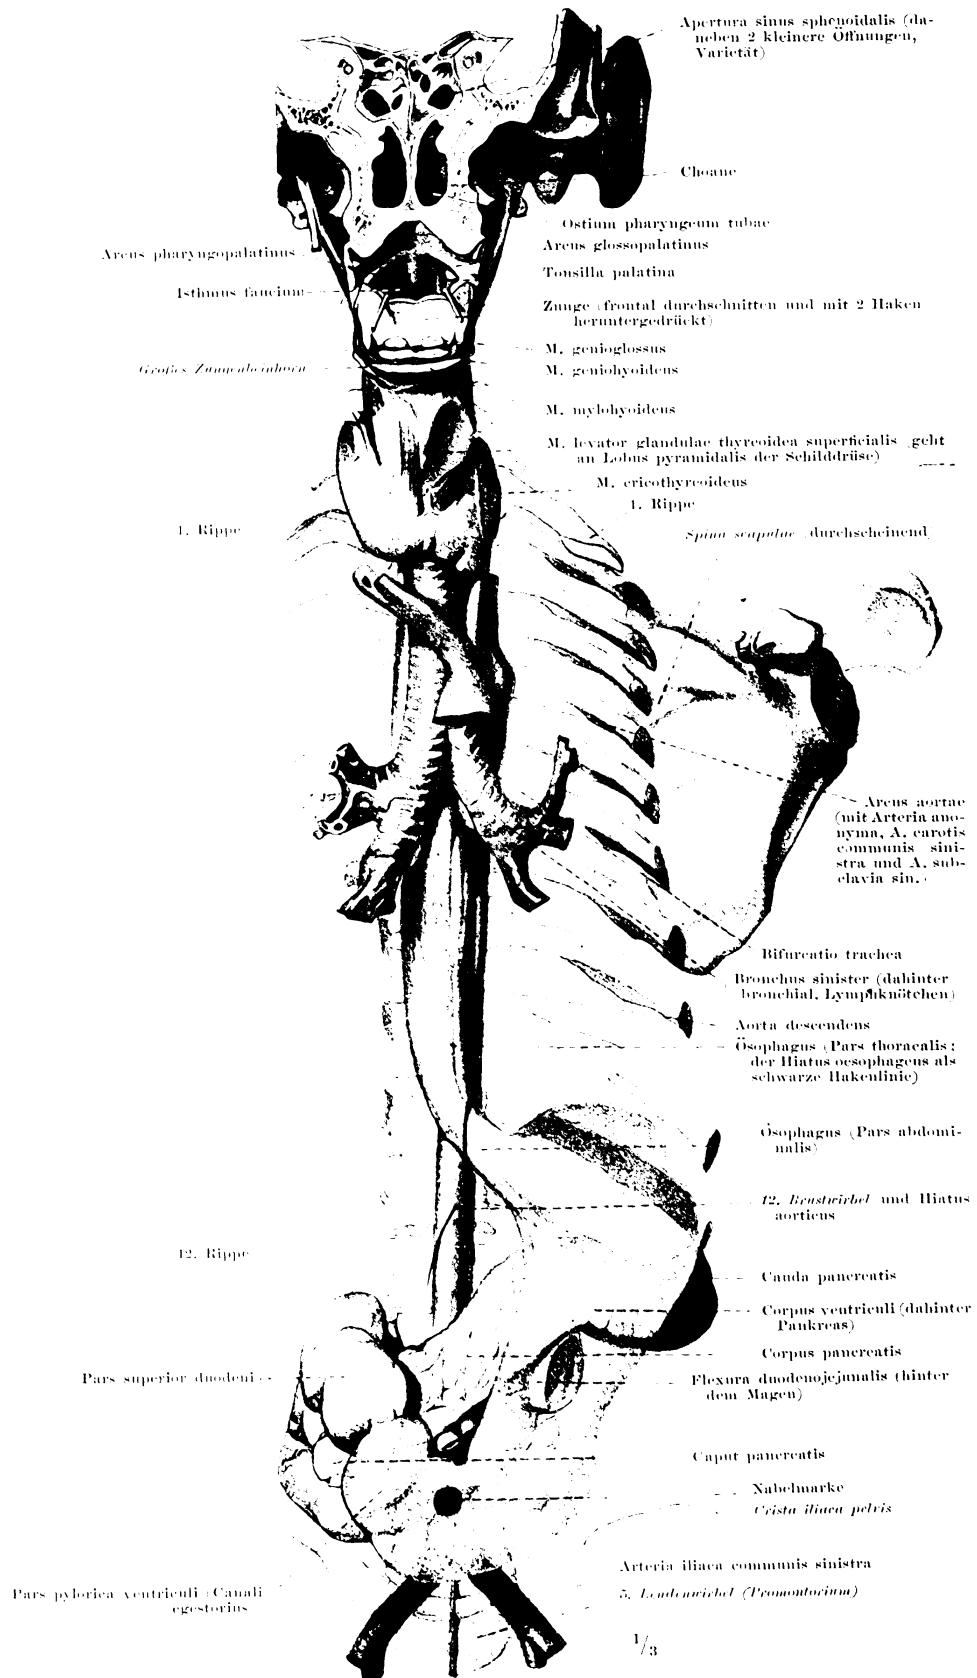 Apertura sinus sphenoidalis (da-
neben 2 kleinere Öffnungen,
Varietät)
Choane
Ostium pharyngeum tubae
Arcus pharyngopalatinus
Arcus glossopalatinus
Tonsilla palatina
Isthmus faucium
Zunge (frontal durchschnitten und mit 2 Haken
heruntergedrückt)
M. genioglossus
Großes Zungenbeinhorn
M. geniohyoideus
M. mylohyoideus
M. levator glandulae thyreoidea superficialis (geht
an Lobus pyramidalis der Schilddrüse)
M. cricothyreoideus
1. Rippe
1. Rippe
Spina scapulae (durchscheinend)
Arcus aortae
(mit Arteria ano-
nyma, A. carotis
communis sini-
stra und A. sub-
clavia sin.)
Bifurcatio trachea
Bronchus sinister (dahinter
bronchial. Lymphknötchen)
Aorta descendens
Ösophagus (Pars thoracalis;
der Hiatus oesophageus als
schwarze Hakenlinie)
Ösophagus (Pars abdomi-
nalis)
12. Brustwirbel und Hiatus
aorticus
12. Rippe
Cauda pancreatis
Corpus ventriculi (dahinter
Pankreas)
Corpus pancreatis
Pars superior duodeni
Flexura duodenojejunalis (hinter
dem Magen)
Caput pancreatis
Nabelmarke
Crista iliaca pelvis
Arteria iliaca communis sinistra
Pars pylorica ventriculi (Canali
egestorius
5. Lendenwirbel (Promontorium)
1/3